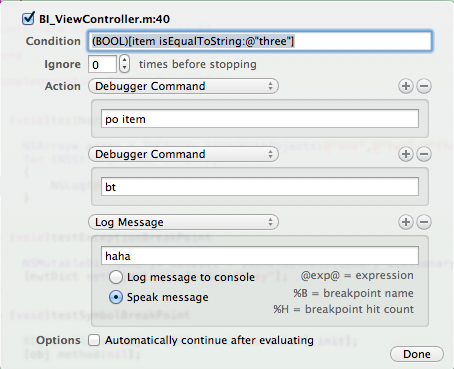 BI_ViewController.m:40
Condition (BOOL)[item isEqualToString:@"three"]
Ignore 0 times before stopping
Action Debugger Command
po item
Debugger Command
bt
Log Message
haha
Log message to console @exp@ = expression
Speak message %B = breakpoint name
%H = breakpoint hit count
Options Automatically continue after evaluating
Done